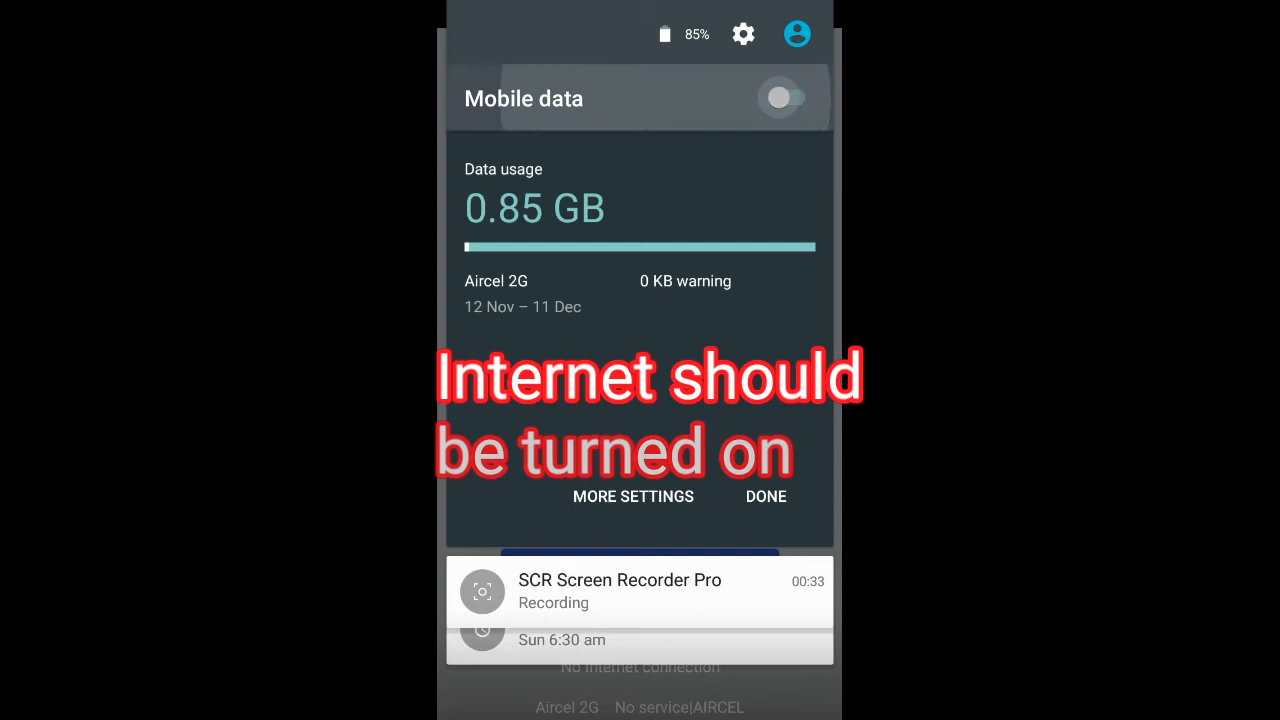 85%
Mobile data
Data usage
0.85 GB
Aircel 2G 0 KB warning
12 Nov – 11 Dec
Internet should
be turned on
MORE SETTINGS DONE
SCR Screen Recorder Pro 00:33
Recording
Sun 6:30 am
No Internet connection
Aircel 2G No service|AIRCEL